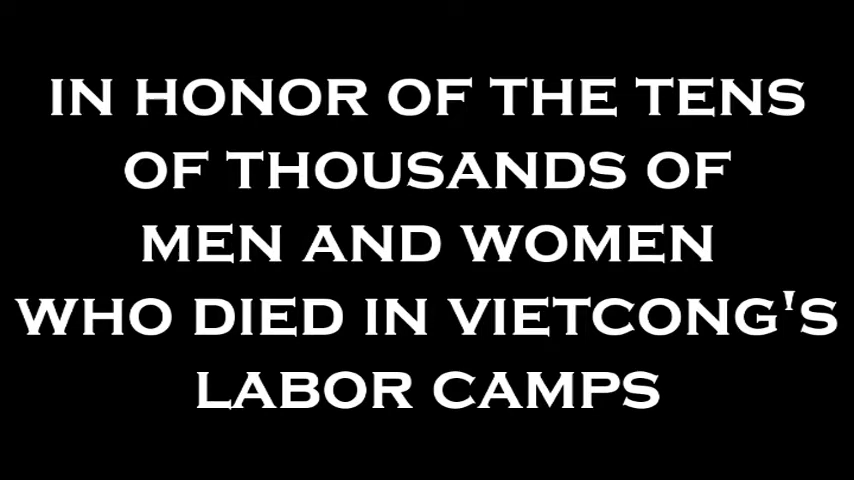 IN HONOR OF THE TENS
OF THOUSANDS OF
MEN AND WOMEN
WHO DIED IN VIETCONG'S
LABOR CAMPS